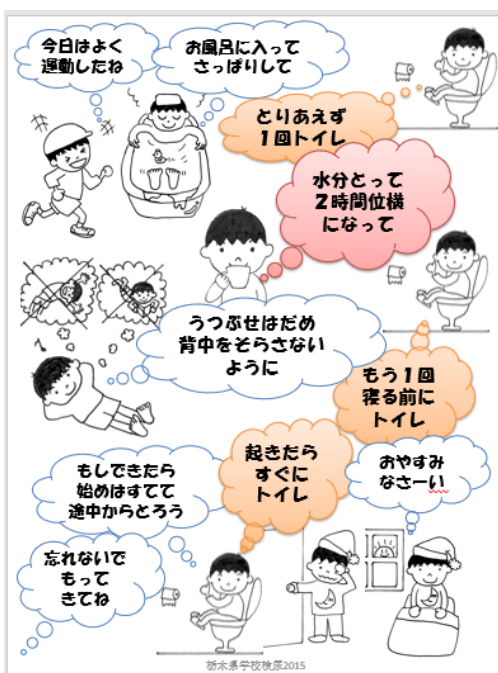 今日はよく
運動したね
お風呂に入って
さっぱりして
とりあえず
1回トイレ
水分とって
2時間位横
になって
うつぶせはだめ
背中をそらさない
ように
もう1回
寝る前に
トイレ
おやすみ
なさーい
起きだら
すぐに
トイレ
もしできたら
始めはすてて
途中からとろう
忘れないで
もって
きてね
栃木県学校検尿2015